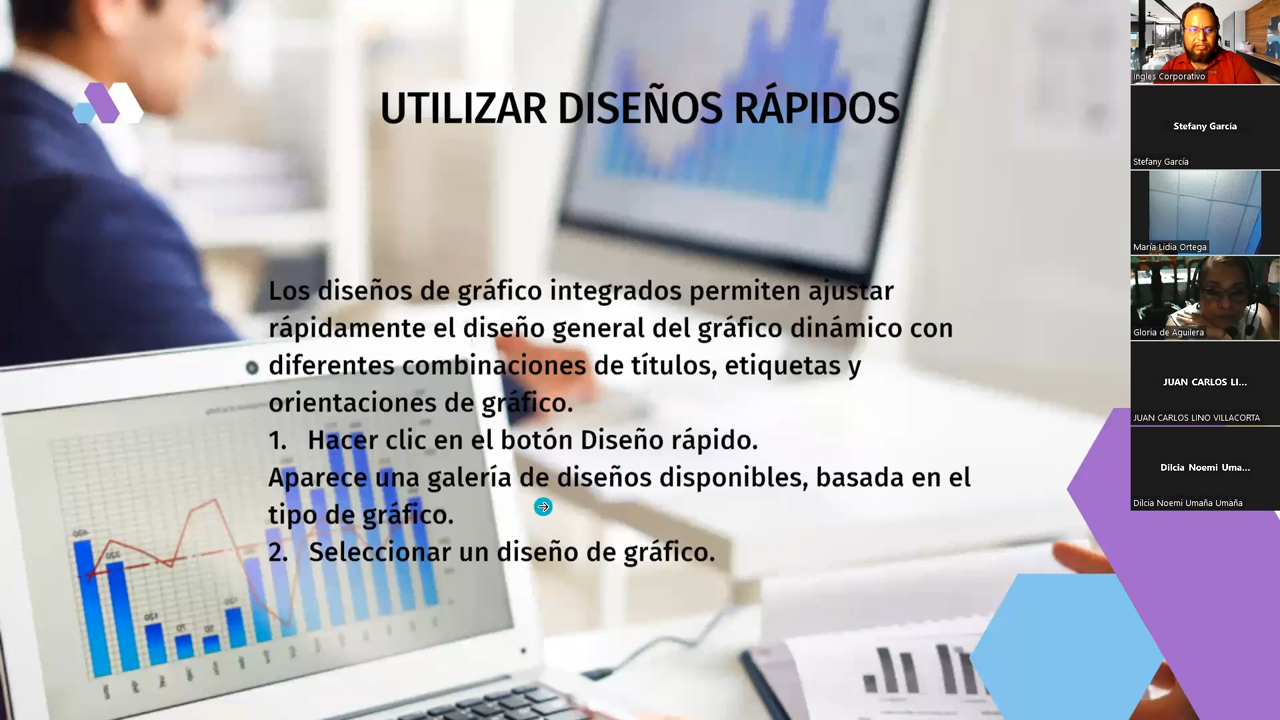 UTILIZAR DISEÑOS RÁPIDOS
Los diseños de gráfico integrados permiten ajustar
rápidamente el diseño general del gráfico dinámico con
diferentes combinaciones de títulos, etiquetas y
orientaciones de gráfico.
1. Hacer clic en el botón Diseño rápido.
Aparece una galería de diseños disponibles, basada en el
tipo de gráfico.
2. Seleccionar un diseño de gráfico.
Ingles Corporativo
Stefany García
Stefany García
María Lidia Ortega
Gloria de Aguilera
JUAN CARLOS LI...
JUAN CARLOS LINO VILLACORTA
Dilcia Noemi Uma...
Dilcia Noemi Umaña Umaña